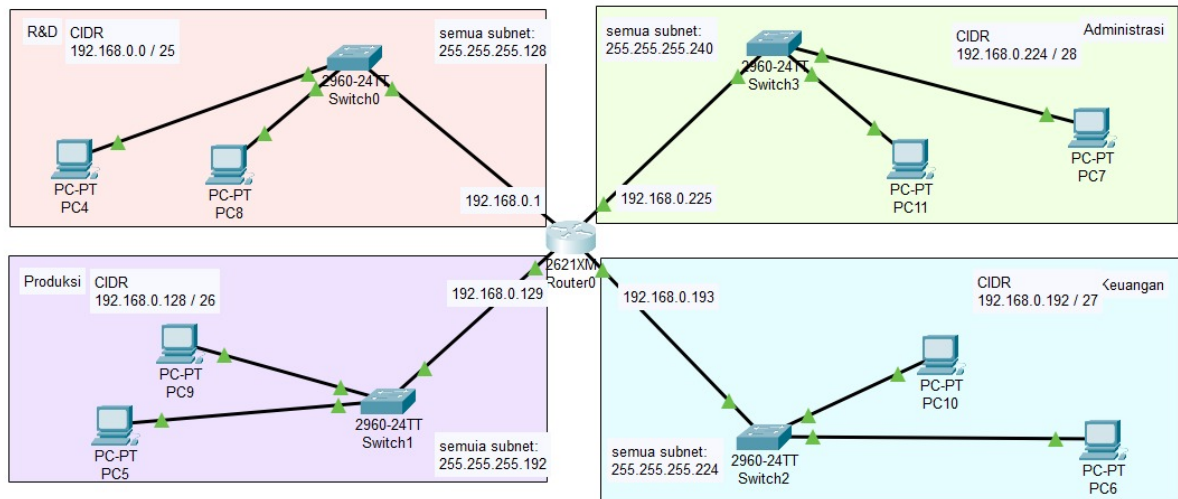 R&D
CIDR
192.168.0.0 / 25
semua subnet:
255.255.255.128
2960-24TT
Switch0
PC-PT
PC4
PC-PT
PC8
192.168.0.1
semua subnet:
255.255.255.240
2960-24TT
Switch3
CIDR
192.168.0.224 / 28
Administrasi
PC-PT
PC11
PC-PT
PC7
192.168.0.225
2621XM
Router0
Produksi
CIDR
192.168.0.128 / 26
192.168.0.129
PC-PT
PC9
PC-PT
PC5
2960-24TT
Switch1
semuia subnet:
255.255.255.192
192.168.0.193
CIDR
192.168.0.192 / 27
Keuangan
PC-PT
PC10
semua subnet:
255.255.255.224
2960-24TT
Switch2
PC-PT
PC6